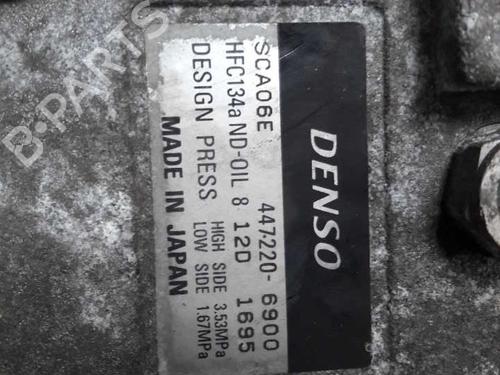 DENSO
SCA06E 447220-6900
HFC134a ND-OIL 8 12D 1695
DESIGN PRESS HIGH SIDE 3.53MPa
LOW SIDE 1.67MPa
MADE IN JAPAN
B-PARTS